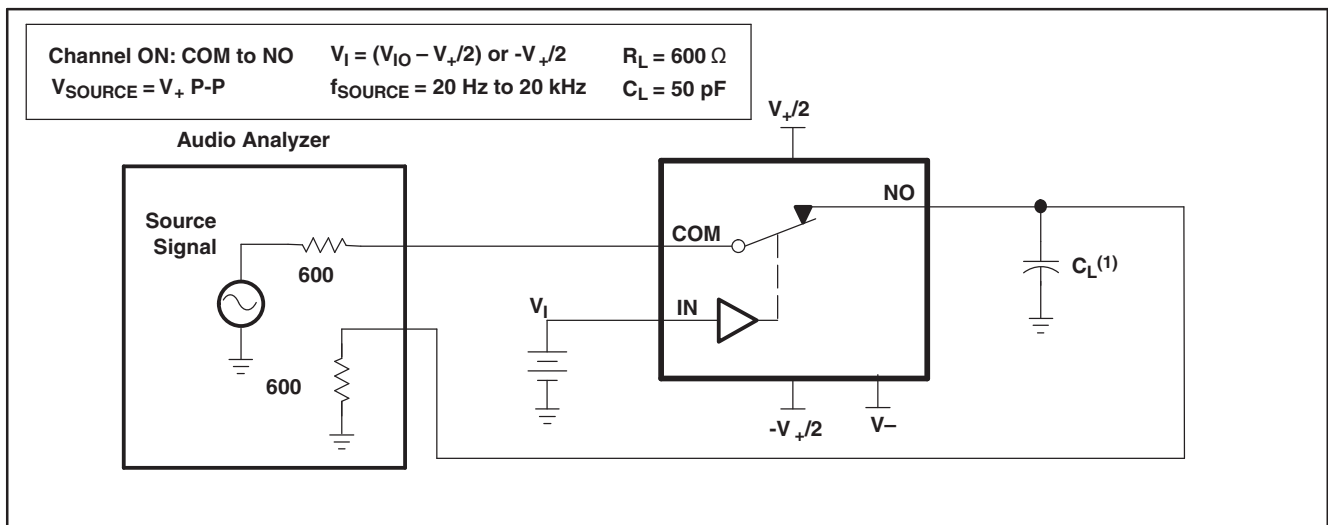 Channel ON: COM to NO V_I = (V_IO – V_+/2) or -V_+/2 R_L = 600 Ω
V_SOURCE = V_+ P-P f_SOURCE = 20 Hz to 20 kHz C_L = 50 pF
Audio Analyzer
V_+/2
Source
Signal
600
COM
NO
C_L(1)
V_I
IN
600
-V_+/2
V–